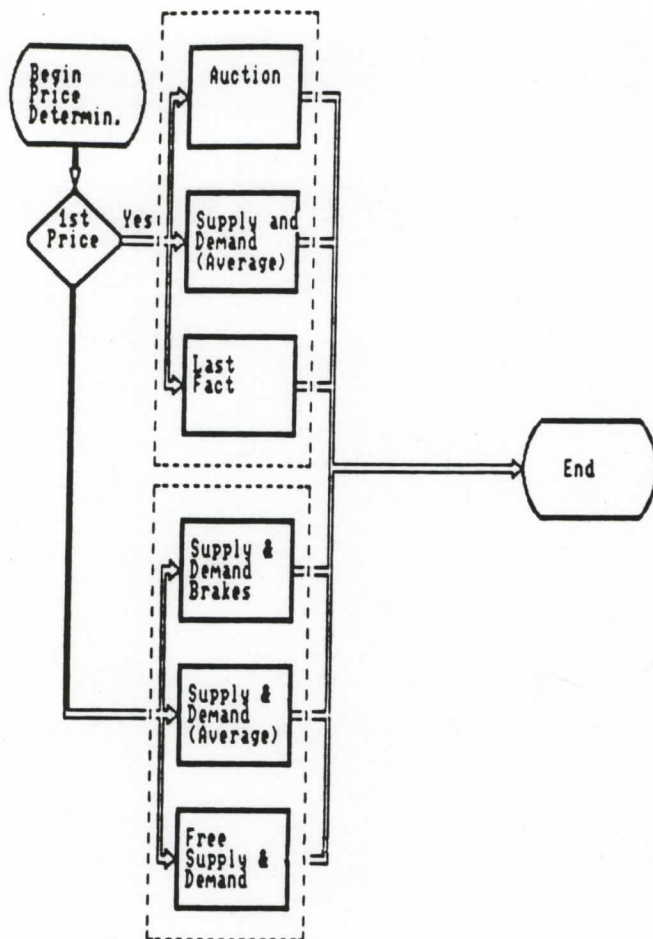 Begin
Price
Determin.
1st
Price
Yes
Auction
Supply and
Demand
(Average)
Last
Fact
End
Supply &
Demand
Brakes
Supply &
Demand
(Average)
Free
Supply &
Demand